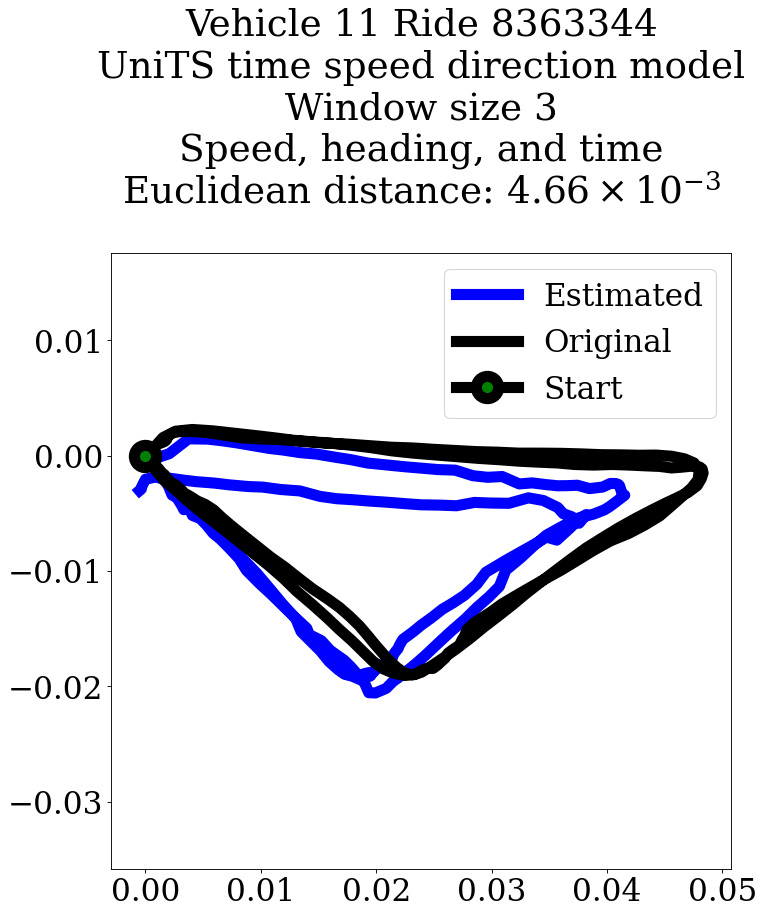 Vehicle 11 Ride 8363344
UniTS time speed direction model
Window size 3
Speed, heading, and time
Euclidean distance: 4.66 × 10⁻³
Estimated
Original
Start
0.01
0.00
−0.01
−0.02
−0.03
0.00 0.01 0.02 0.03 0.04 0.05